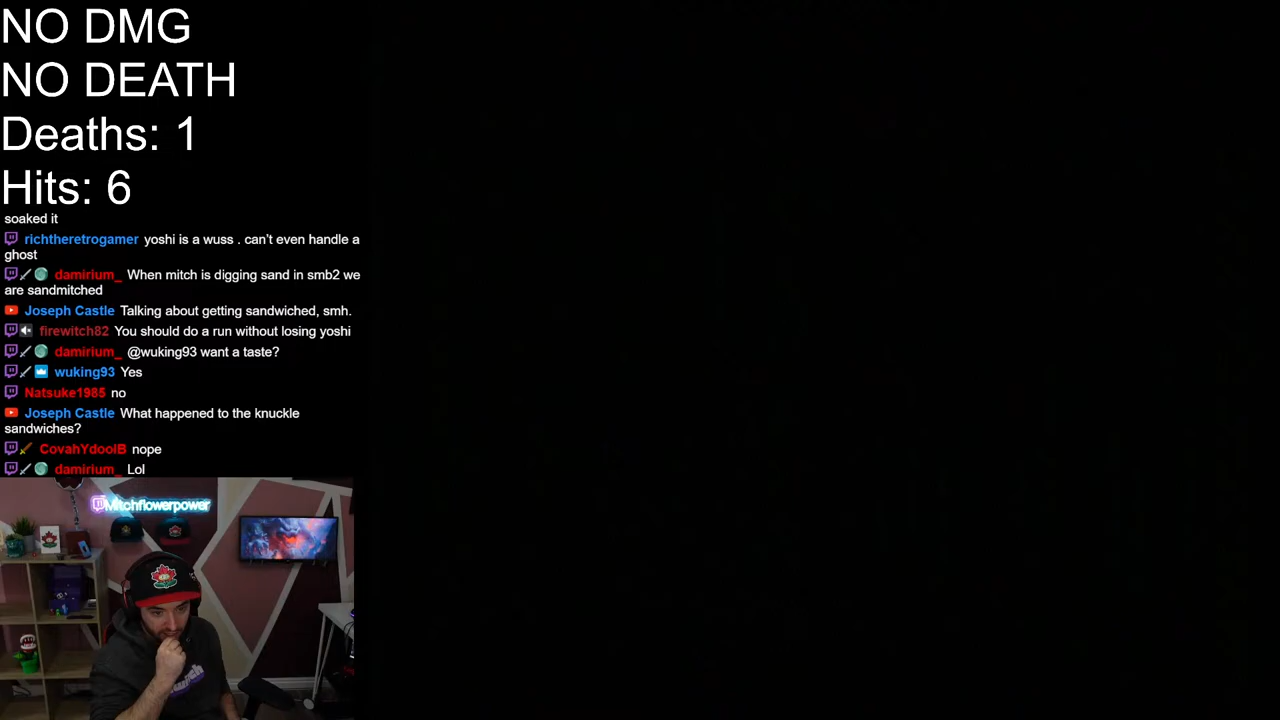 NO DMG
NO DEATH
Deaths: 1
Hits: 6
soaked it
richtheretrogamer yoshi is a wuss . can't even handle a
ghost
damirium_ When mitch is digging sand in smb2 we
are sandmitched
Joseph Castle Talking about getting sandwiched, smh.
firewitch82 You should do a run without losing yoshi
damirium_ @wuking93 want a taste?
wuking93 Yes
Natsuke1985 no
Joseph Castle What happened to the knuckle
sandwiches?
CovahYdoolB nope
damirium_ Lol
Mitchflowerpower